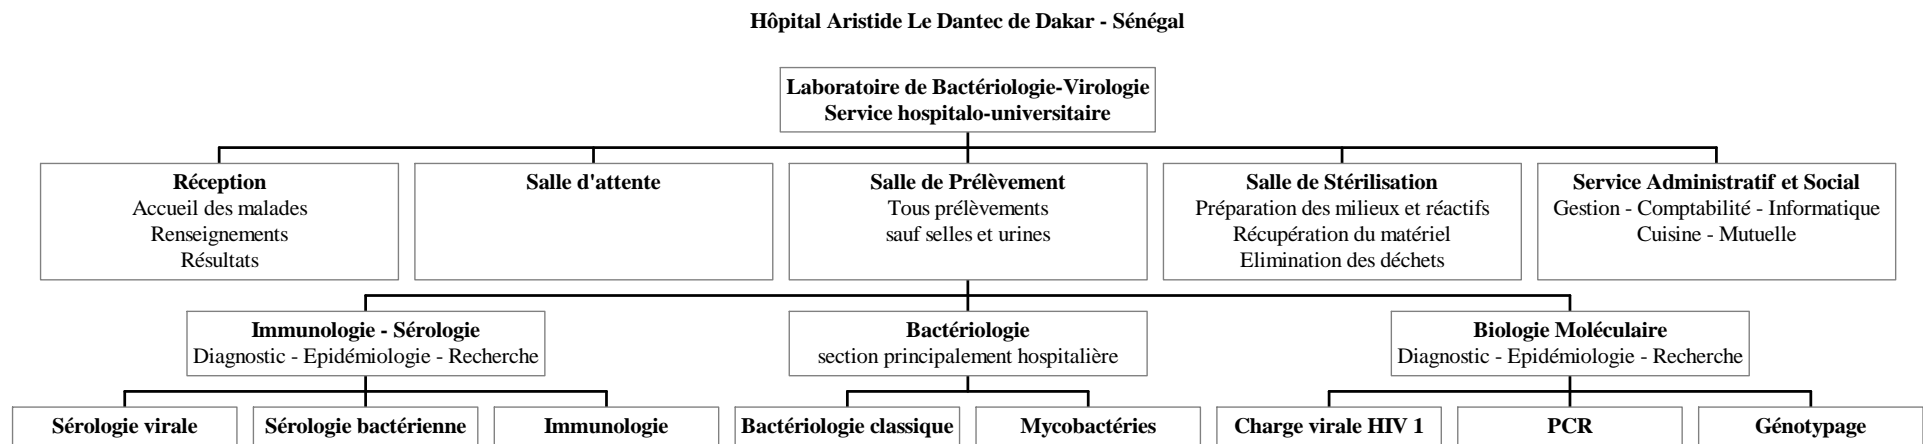 Hôpital Aristide Le Dantec de Dakar - Sénégal
Laboratoire de Bactériologie-Virologie
Service hospitalo-universitaire
Réception
Accueil des malades
Renseignements
Résultats
Salle d'attente
Salle de Prélèvement
Tous prélèvements
sauf selles et urines
Salle de Stérilisation
Préparation des milieux et réactifs
Récupération du matériel
Elimination des déchets
Service Administratif et Social
Gestion - Comptabilité - Informatique
Cuisine - Mutuelle
Immunologie - Sérologie
Diagnostic - Epidémiologie - Recherche
Bactériologie
section principalement hospitalière
Biologie Moléculaire
Diagnostic - Epidémiologie - Recherche
Sérologie virale
Sérologie bactérienne
Immunologie
Bactériologie classique
Mycobactéries
Charge virale HIV 1
PCR
Génotypage